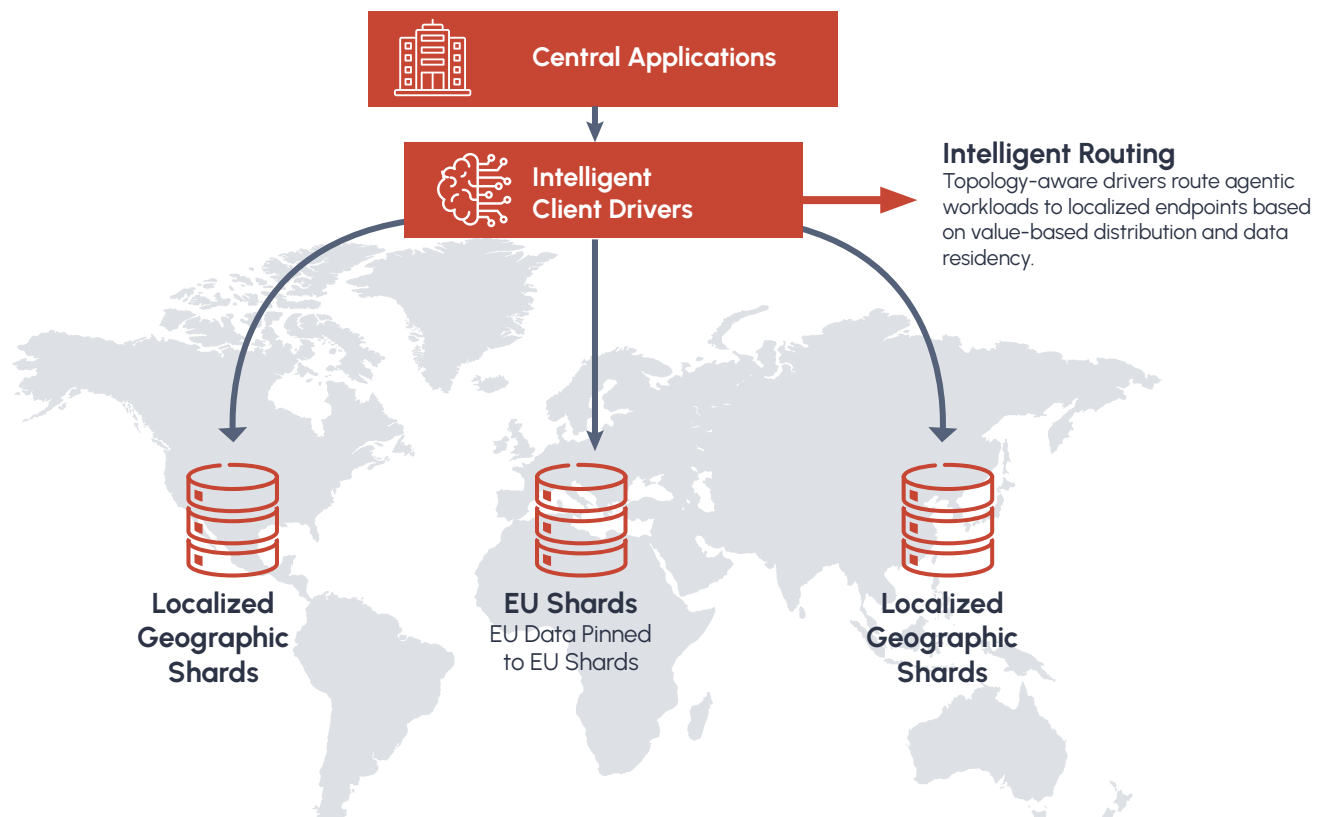 Central Applications
Intelligent
Client Drivers
Intelligent Routing
Topology-aware drivers route agentic
workloads to localized endpoints based
on value-based distribution and data
residency.
Localized
Geographic
Shards
EU Shards
EU Data Pinned
to EU Shards
Localized
Geographic
Shards